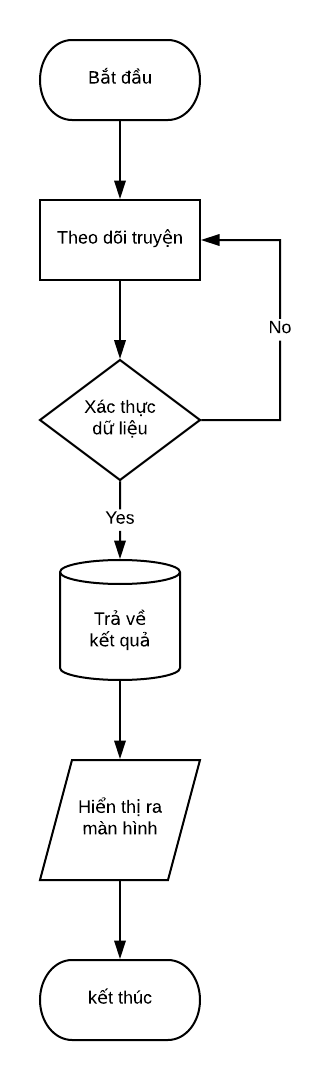 Bắt đầu
Theo dõi truyện
No
Xác thực
dữ liệu
Yes
Trả về
kết quả
Hiển thị ra
màn hình
kết thúc